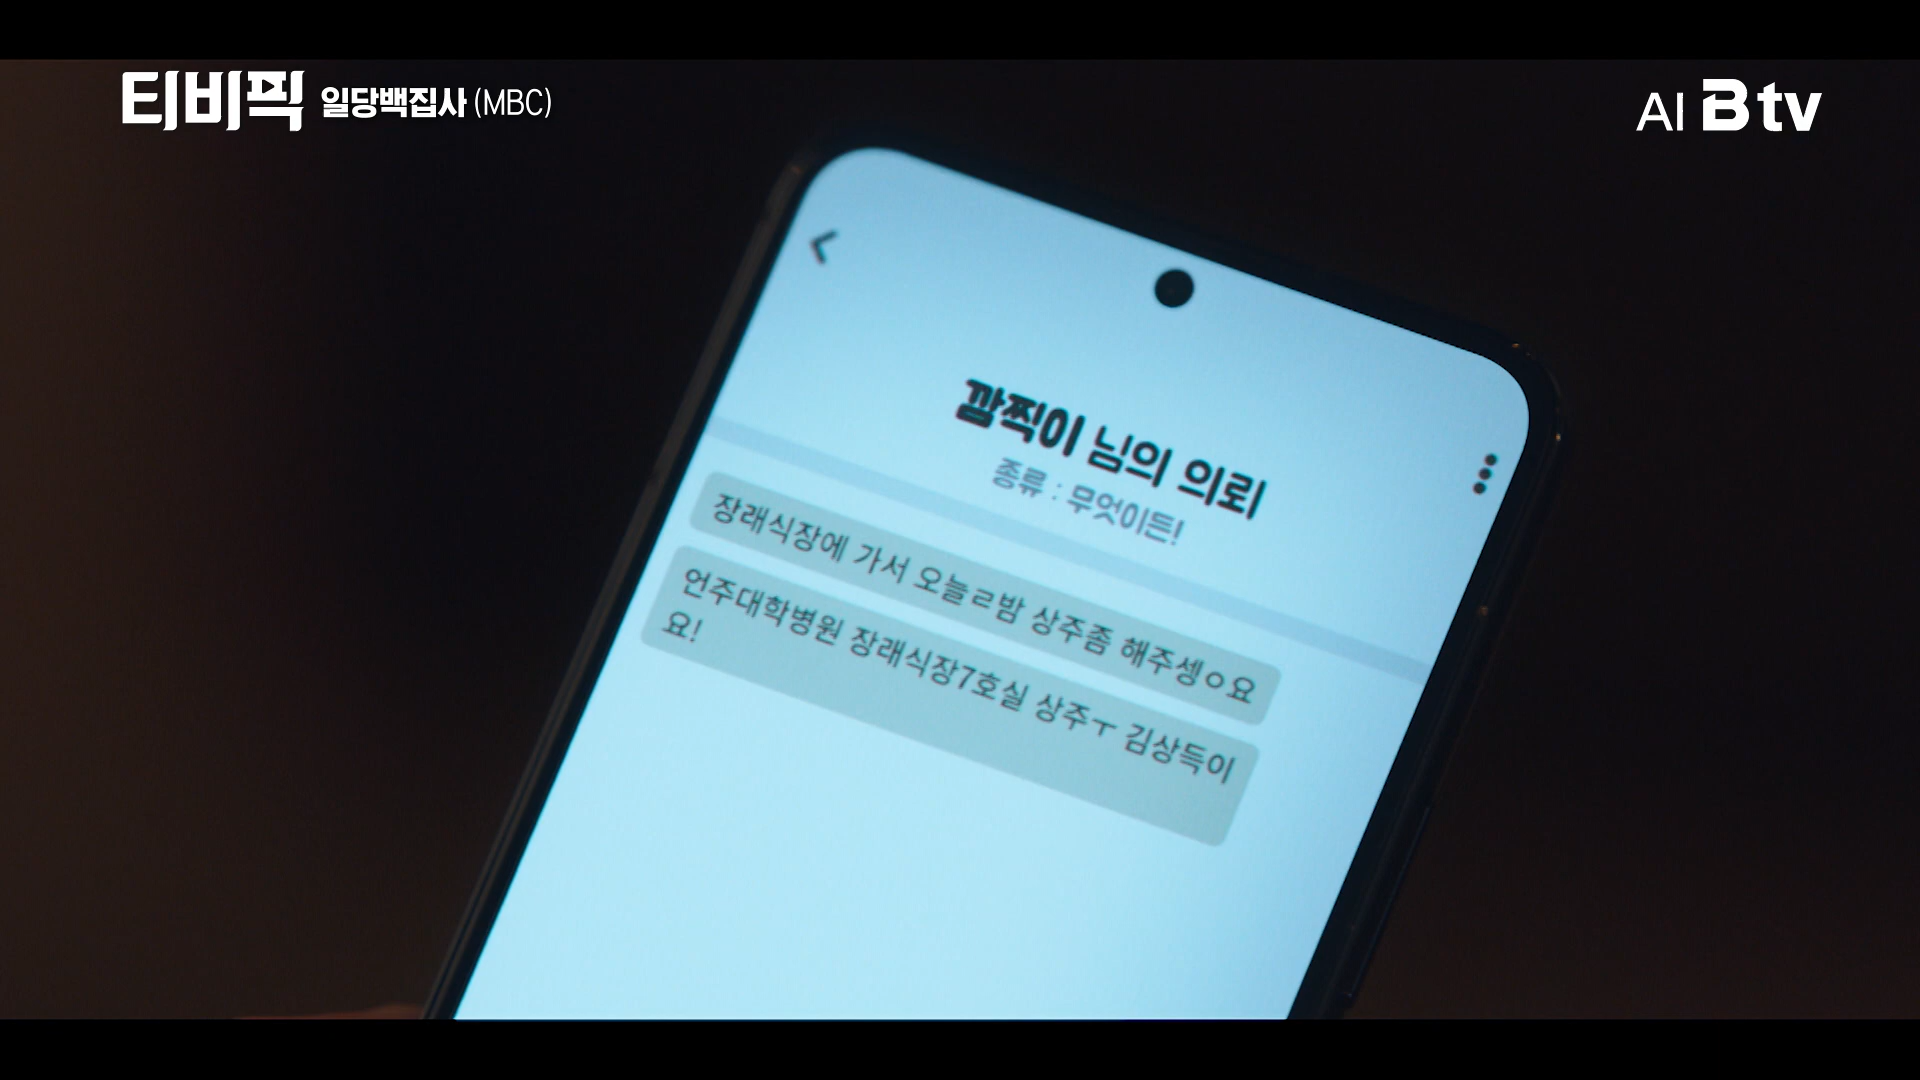 티비픽 일당백집사 (MBC)
AI B tv
깜찍이 님의 의뢰
종류 : 무엇이든!
장래식장에 가서 오늘ㄹ밤 상주좀 해주셍ㅇ요
언주대학병원 장래식장7호실 상주ㅜ 김상득이
요!